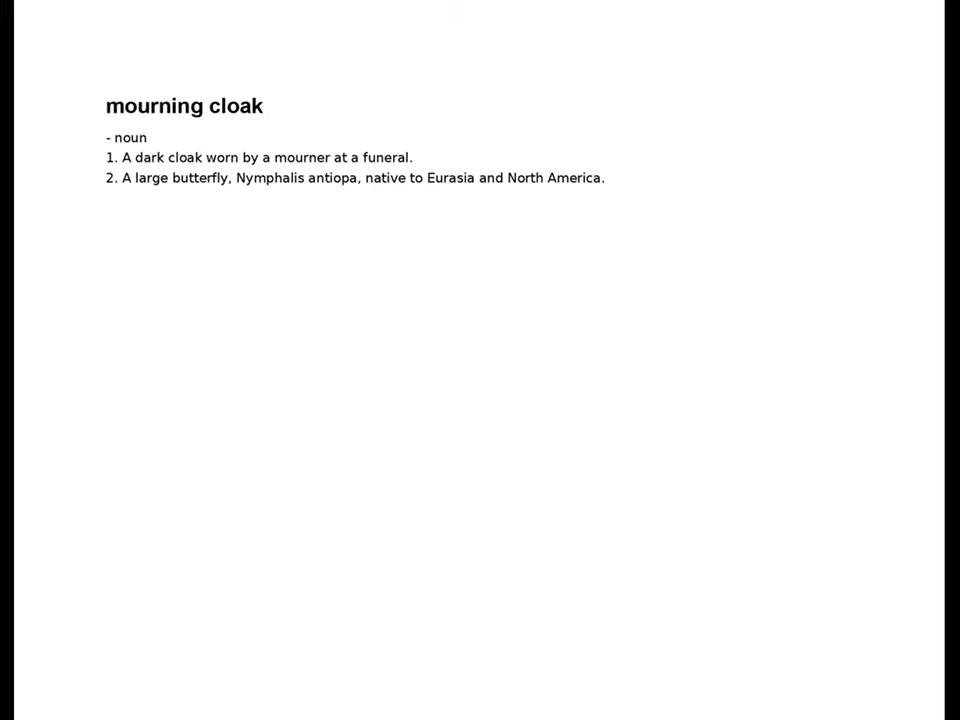 mourning cloak
- noun
1. A dark cloak worn by a mourner at a funeral.
2. A large butterfly, Nymphalis antiopa, native to Eurasia and North America.